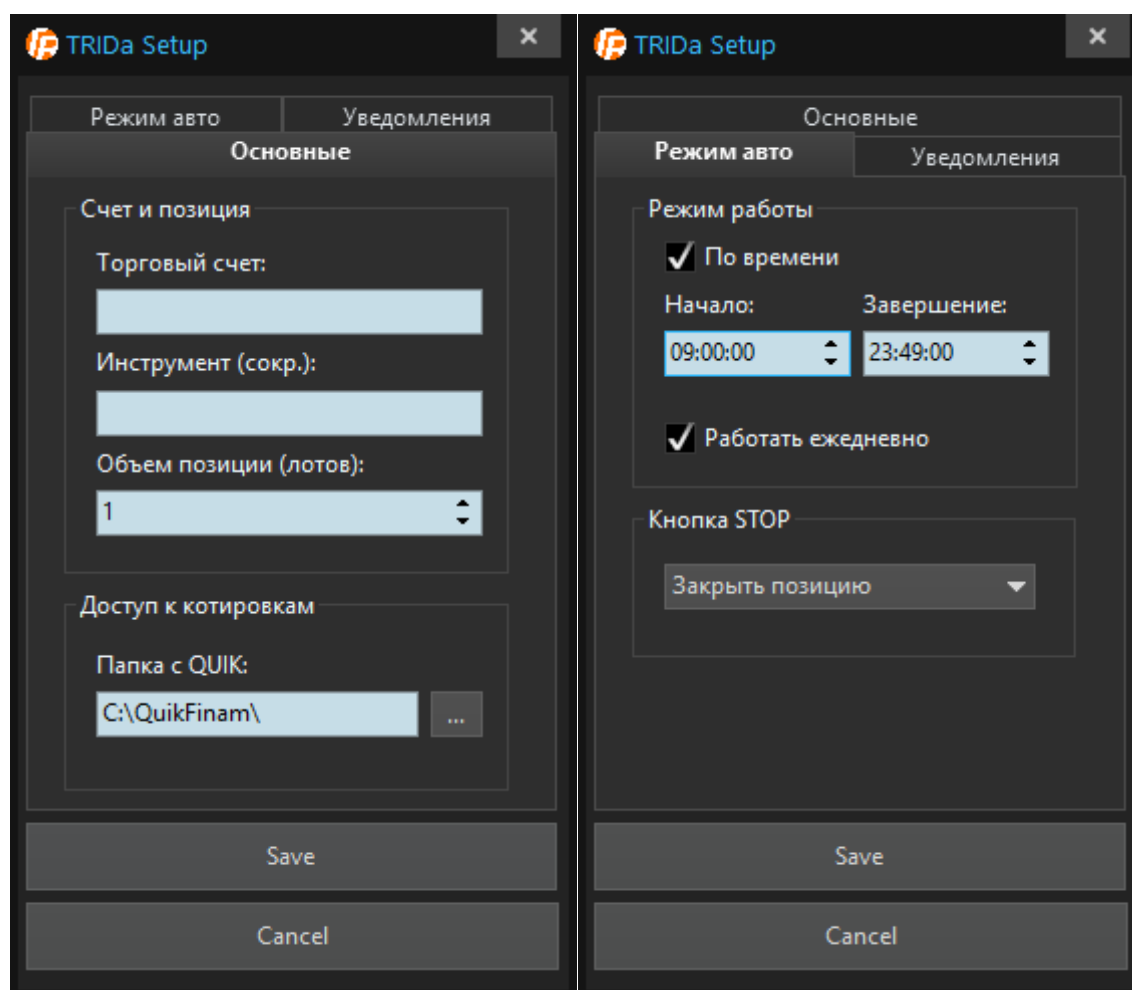 TRIDa Setup
Режим авто Уведомления
Основные
Счет и позиция
Торговый счет:
Инструмент (сокр.):
Объем позиции (лотов):
1
Доступ к котировкам
Папка с QUIK:
C:\QuikFinam\ ...
Save
Cancel
TRIDa Setup
Основные
Режим авто Уведомления
Режим работы
По времени
Начало: Завершение:
09:00:00 23:49:00
Работать ежедневно
Кнопка STOP
Закрыть позицию
Save
Cancel